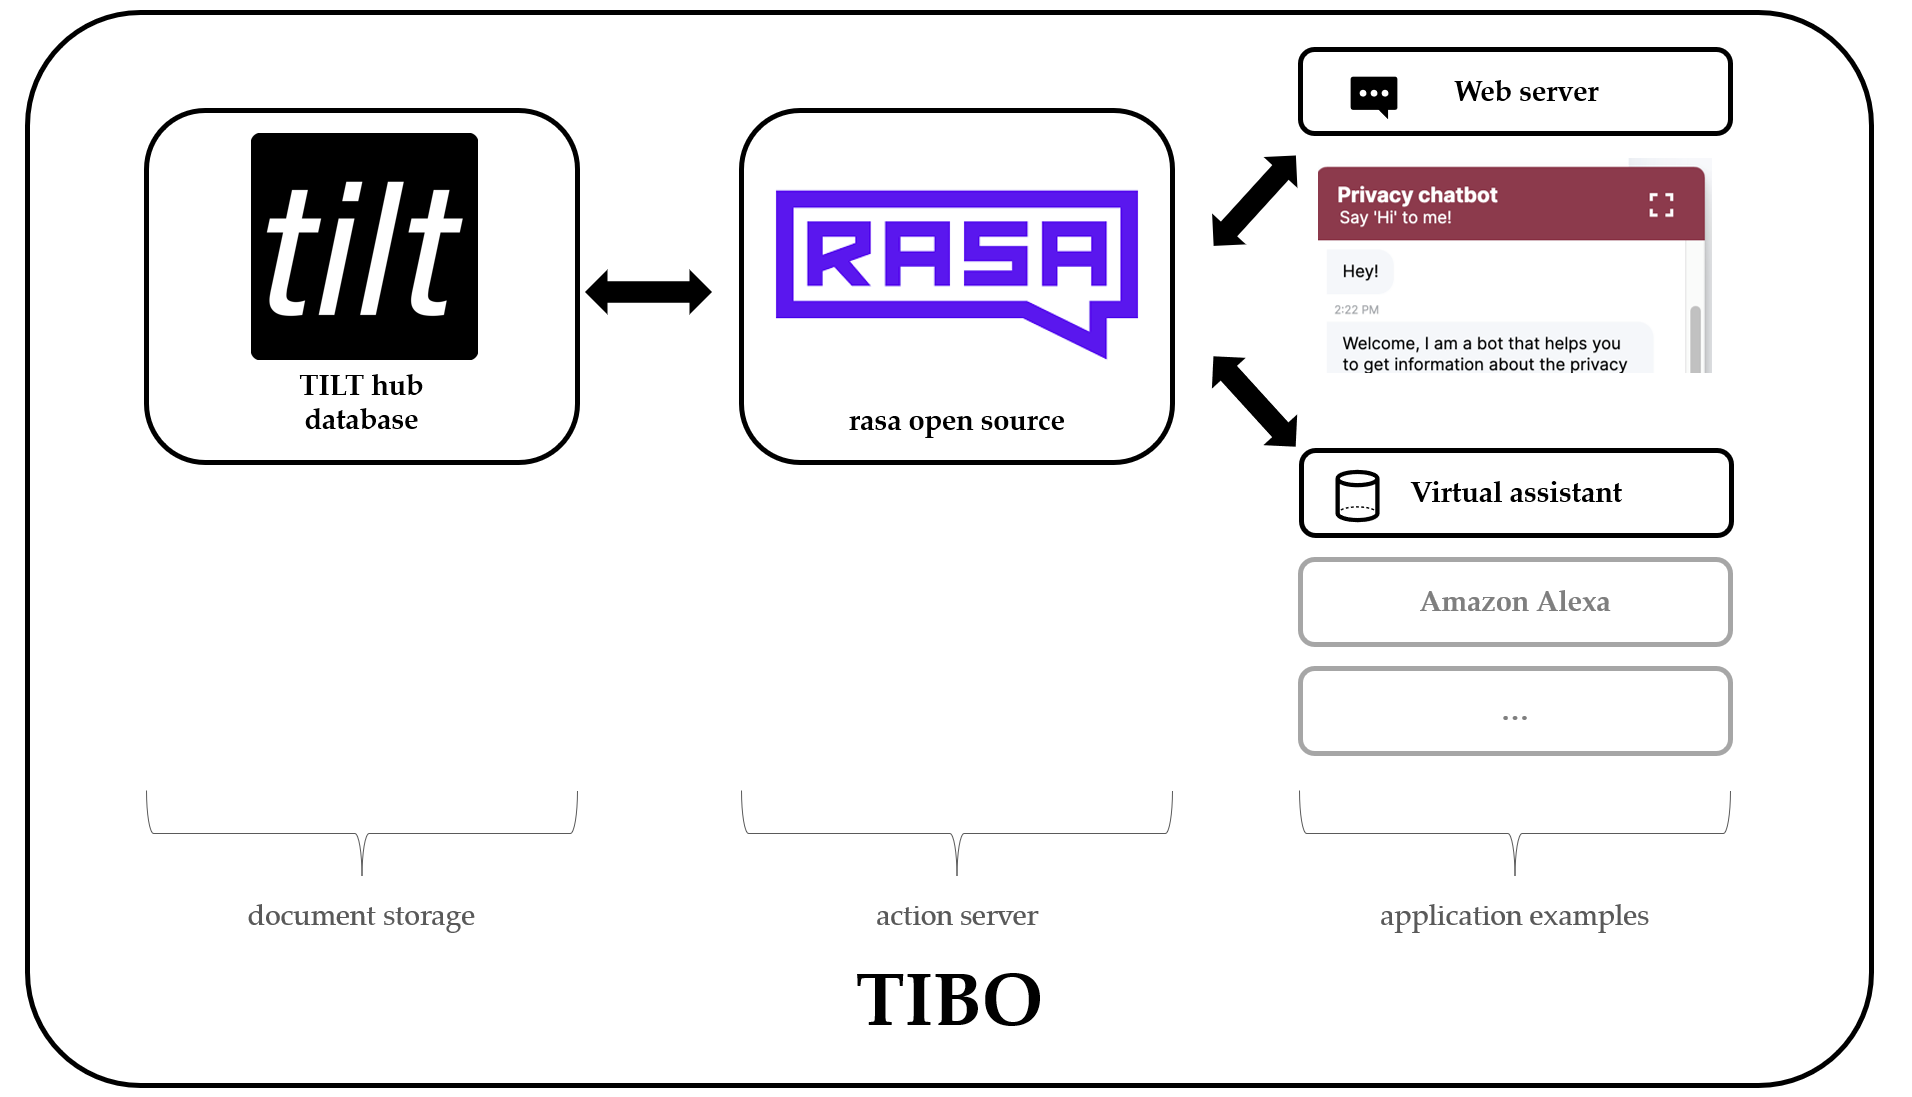 tilt
TILT hub
database
RASA
rasa open source
Web server
Privacy chatbot
Say 'Hi' to me!
Hey!
2:22 PM
Welcome, I am a bot that helps you
to get information about the privacy
Virtual assistant
Amazon Alexa
...
document storage
action server
application examples
TIBO